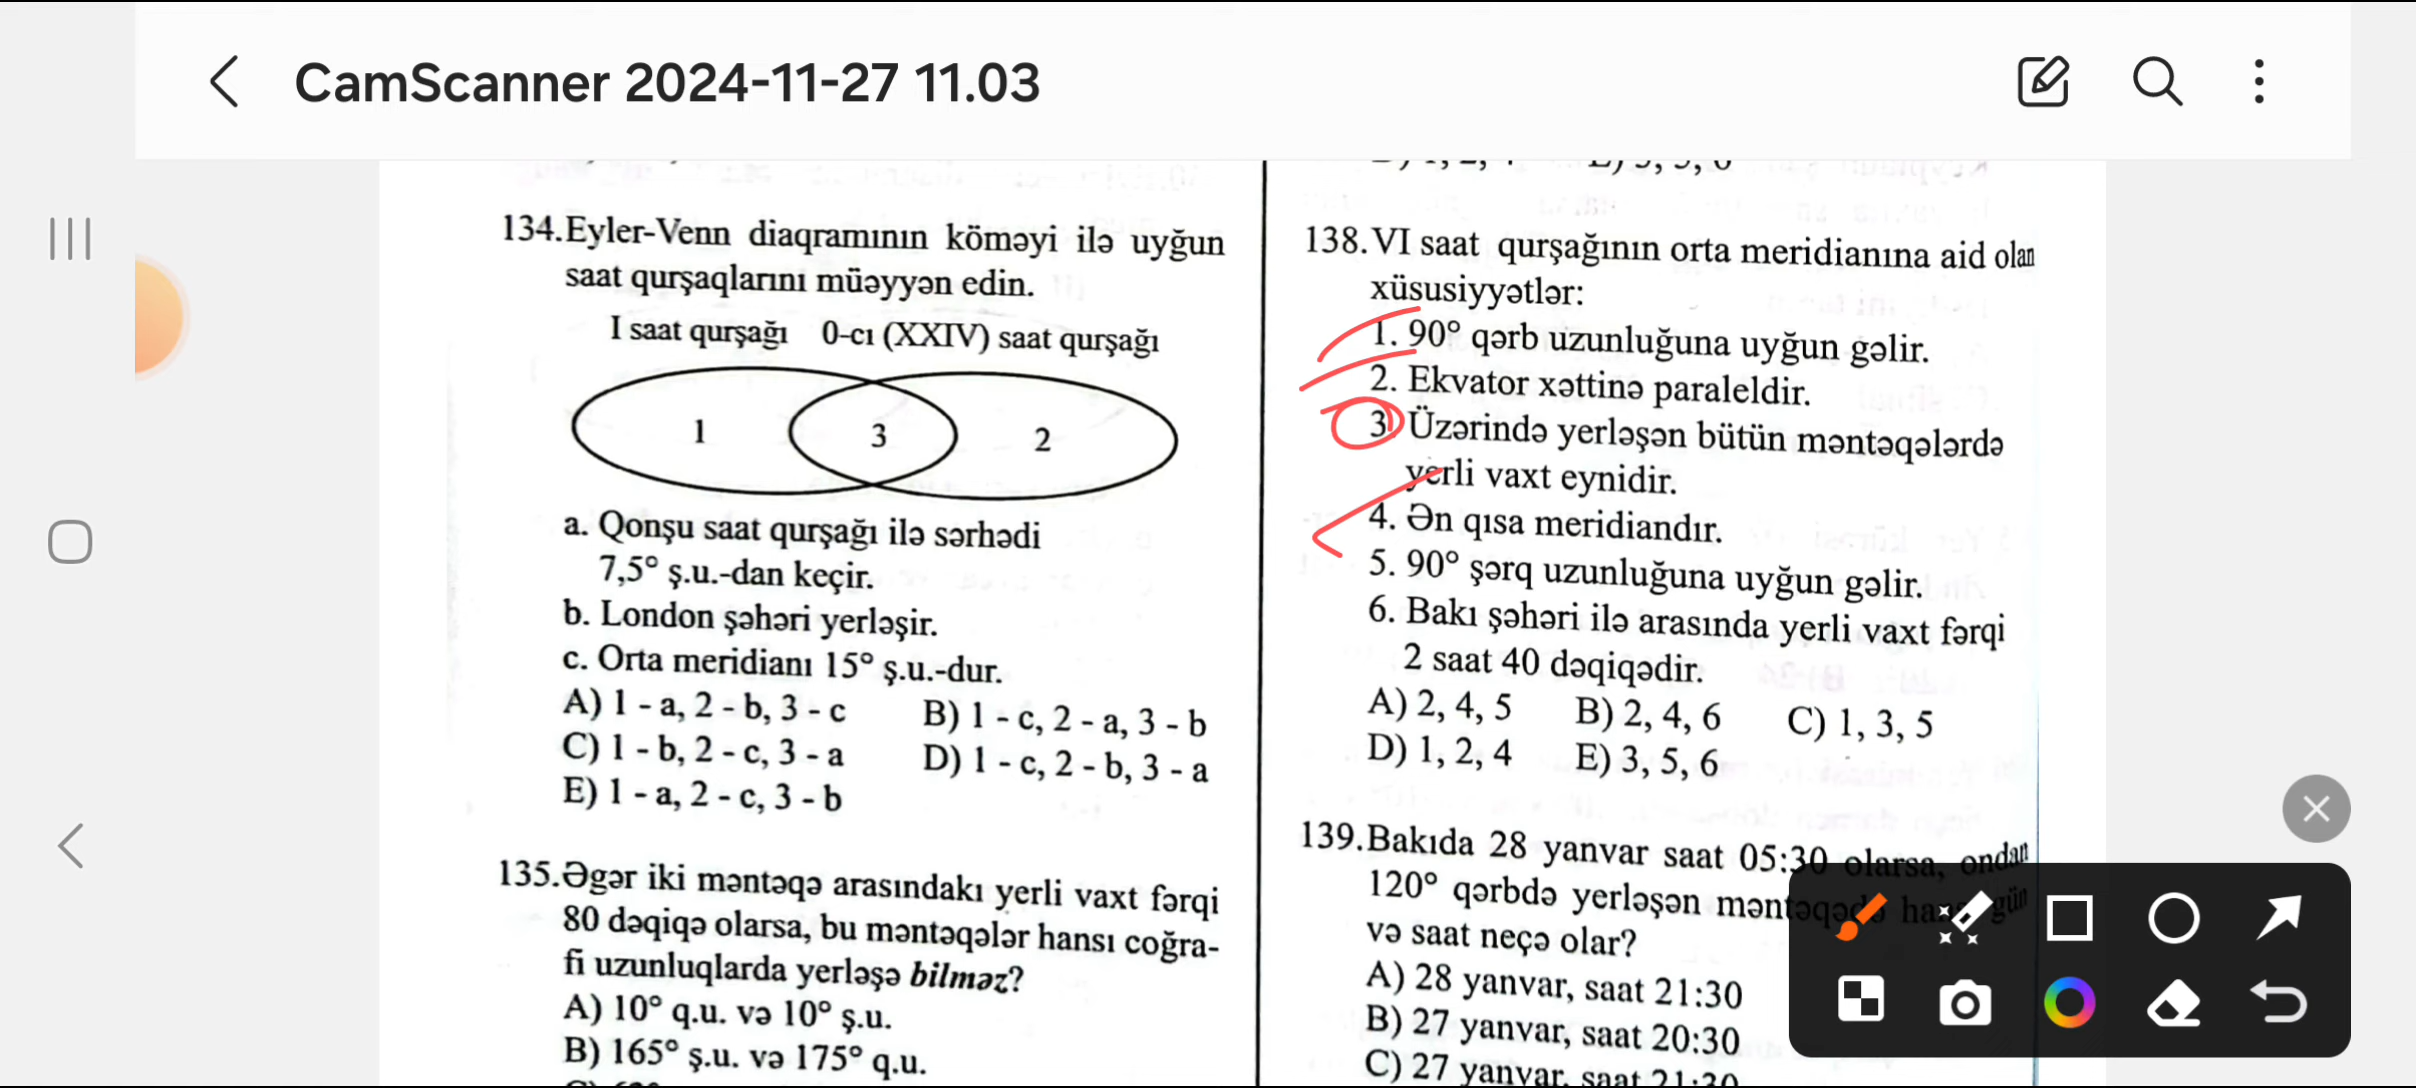 CamScanner 2024-11-27 11.03
134.Eyler-Venn diaqramının köməyi ilə uyğun
saat qurşaqlarını müəyyən edin.
I saat qurşağı 0-cı (XXIV) saat qurşağı
1 3 2
a. Qonşu saat qurşağı ilə sərhədi
7,5° ş.u.-dan keçir.
b. London şəhəri yerləşir.
c. Orta meridianı 15° ş.u.-dur.
A) 1 - a, 2 - b, 3 - c B) 1 - c, 2 - a, 3 - b
C) 1 - b, 2 - c, 3 - a D) 1 - c, 2 - b, 3 - a
E) 1 - a, 2 - c, 3 - b
135.Əgər iki məntəqə arasındakı yerli vaxt fərqi
80 dəqiqə olarsa, bu məntəqələr hansı coğra-
fi uzunluqlarda yerləşə bilməz?
A) 10° q.u. və 10° ş.u.
B) 165° ş.u. və 175° q.u.
138.VI saat qurşağının orta meridianına aid olan
xüsusiyyətlər:
1. 90° qərb uzunluğuna uyğun gəlir.
2. Ekvator xəttinə paraleldir.
3. Üzərində yerləşən bütün məntəqələrdə
yerli vaxt eynidir.
4. Ən qısa meridiandır.
5. 90° şərq uzunluğuna uyğun gəlir.
6. Bakı şəhəri ilə arasında yerli vaxt fərqi
2 saat 40 dəqiqədir.
A) 2, 4, 5 B) 2, 4, 6 C) 1, 3, 5
D) 1, 2, 4 E) 3, 5, 6
139.Bakıda 28 yanvar saat 05:30 olarsa, ondan
120° qərbdə yerləşən məntəqədə gün
və saat neçə olar?
A) 28 yanvar, saat 21:30
B) 27 yanvar, saat 20:30
C) 27 yanvar, saat 21:30